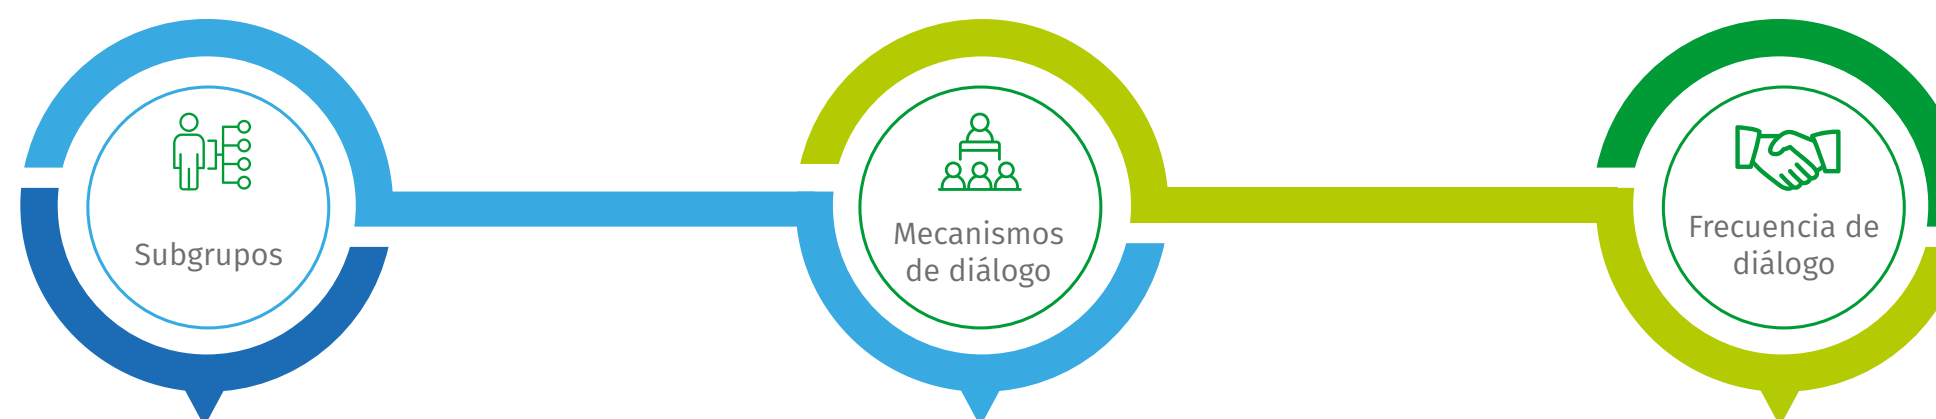 Subgrupos
Mecanismos
de diálogo
Frecuencia de
diálogo